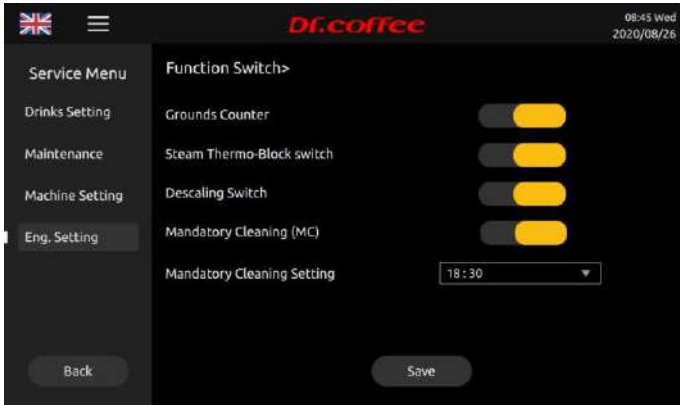 Dr.coffee
08:45 Wed
2020/08/26
Service Menu
Drinks Setting
Maintenance
Machine Setting
Eng. Setting
Back
Function Switch>
Grounds Counter
Steam Thermo-Block switch
Descaling Switch
Mandatory Cleaning (MC)
Mandatory Cleaning Setting
18:30
Save